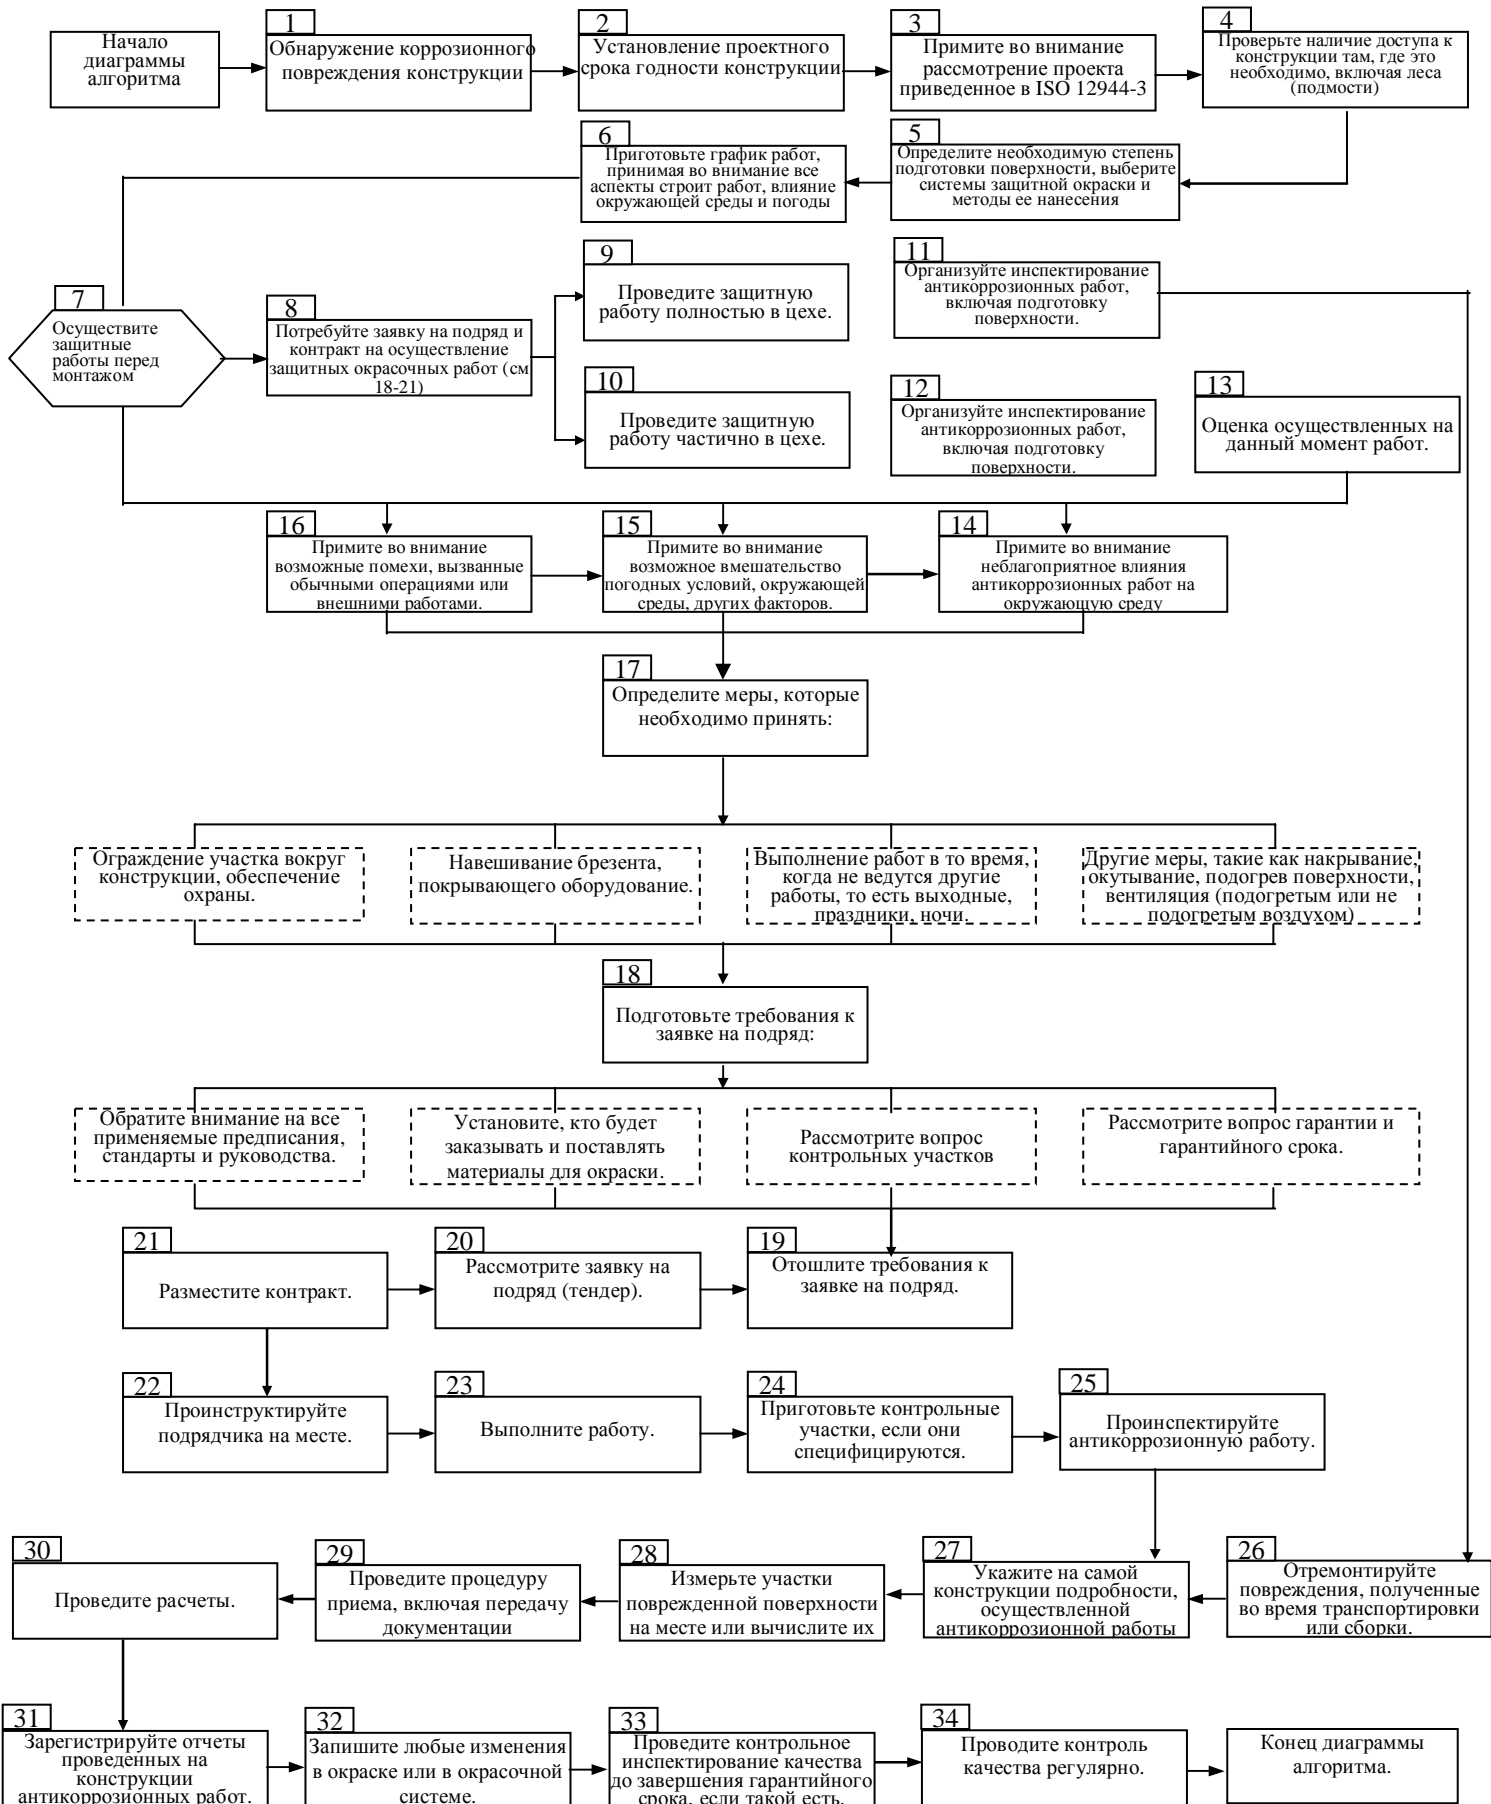 Начало
диаграммы
алгоритма
1
Обнаружение коррозионного
повреждения конструкции
2
Установление проектного
срока годности конструкции
3
Примите во внимание
рассмотрение проекта
приведенное в ISO 12944-3
4
Проверьте наличие доступа к
конструкции там, где это
необходимо, включая леса
(подмости)
6
Приготовьте график работ,
принимая во внимание все
аспекты строит работ, влияние
окружающей среды и погоды
5
Определите необходимую степень
подготовки поверхности, выберите
системы защитной окраски и
методы ее нанесения
7
Осуществите
защитные
работы перед
монтажом
8
Потребуйте заявку на подряд и
контракт на осуществление
защитных окрасочных работ (см
18-21)
9
Проведите защитную
работу полностью в цехе.
10
Проведите защитную
работу частично в цехе.
11
Организуйте инспектирование
антикоррозионных работ,
включая подготовку
поверхности.
12
Организуйте инспектирование
антикоррозионных работ,
включая подготовку
поверхности.
13
Оценка осуществленных на
данный момент работ.
16
Примите во внимание
возможные помехи, вызванные
обычными операциями или
внешними работами.
15
Примите во внимание
возможное вмешательство
погодных условий, окружающей
среды, других факторов.
14
Примите во внимание
неблагоприятное влияния
антикоррозионных работ на
окружающую среду
17
Определите меры, которые
необходимо принять:
Ограждение участка вокруг
конструкции, обеспечение
охраны.
Навешивание брезента,
покрывающего оборудование.
Выполнение работ в то время,
когда не ведутся другие
работы, то есть выходные,
праздники, ночи.
Другие меры, такие как накрывание,
окутывание, подогрев поверхности,
вентиляция (подогретым или не
подогретым воздухом)
18
Подготовьте требования к
заявке на подряд:
Обратите внимание на все
применяемые предписания,
стандарты и руководства.
Установите, кто будет
заказывать и поставлять
материалы для окраски.
Рассмотрите вопрос
контрольных участков
Рассмотрите вопрос гарантии и
гарантийного срока.
21
Разместите контракт.
20
Рассмотрите заявку на
подряд (тендер).
19
Отошлите требования к
заявке на подряд.
22
Проинструктируйте
подрядчика на месте.
23
Выполните работу.
24
Приготовьте контрольные
участки, если они
специфицируются.
25
Проинспектируйте
антикоррозионную работу.
30
Проведите расчеты.
29
Проведите процедуру
приема, включая передачу
документации
28
Измерьте участки
поврежденной поверхности
на месте или вычислите их
27
Укажите на самой
конструкции подробности,
осуществленной
антикоррозионной работы
26
Отремонтируйте
повреждения, полученные
во время транспортировки
или сборки.
31
Зарегистрируйте отчеты
проведенных на
конструкции
антикоррозионных работ.
32
Запишите любые изменения
в окраске или в окрасочной
системе.
33
Проведите контрольное
инспектирование качества
до завершения гарантийного
срока, если такой есть.
34
Проводите контроль
качества регулярно.
Конец диаграммы
алгоритма.